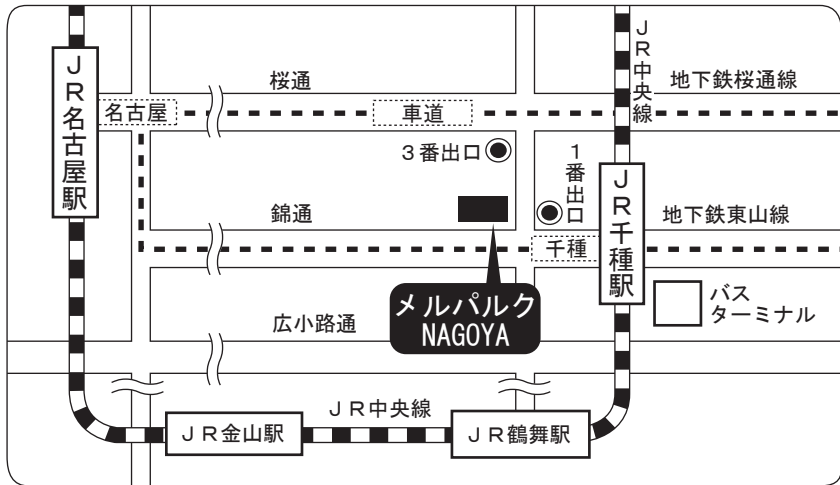 JR中央線
桜通
地下鉄桜通線
JR名古屋駅
名古屋
車道
3番出口
1番出口
JR千種駅
錦通
地下鉄東山線
千種
メルパルク
NAGOYA
バス
ターミナル
広小路通
JR中央線
JR金山駅
JR鶴舞駅